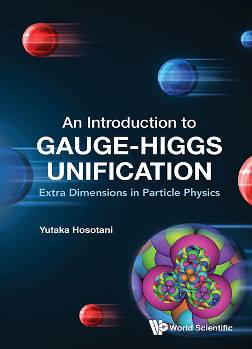 An Introduction to
GAUGE-HIGGS
UNIFICATION
Extra Dimensions in Particle Physics
Yutaka Hosotani
World Scientific